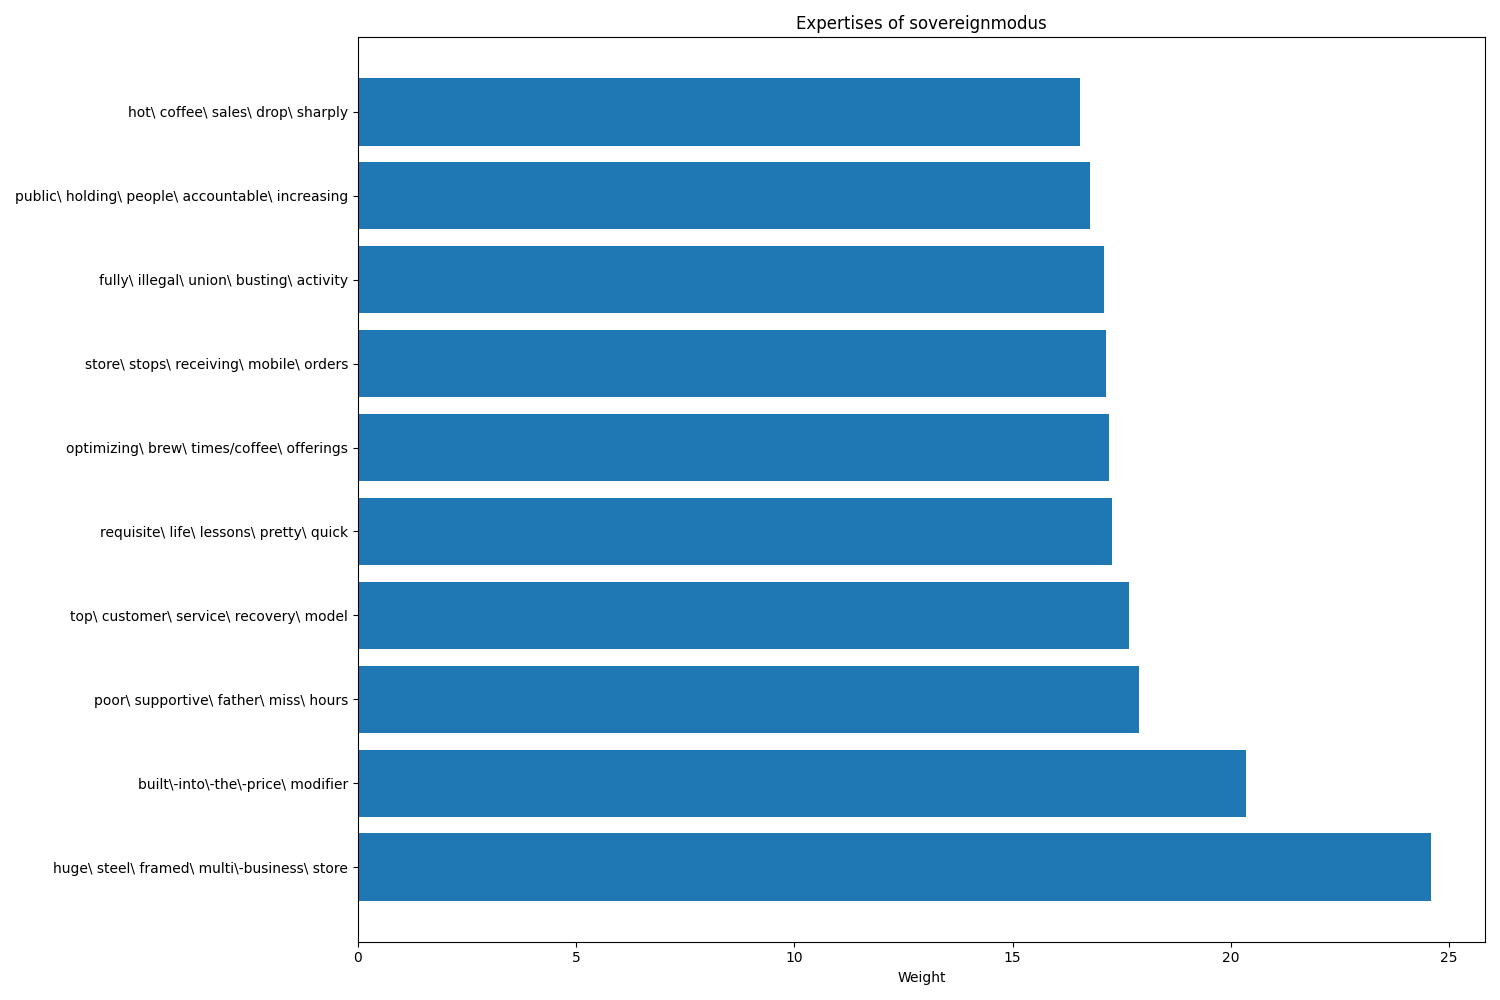 Expertises of sovereignmodus
hot\ coffee\ sales\ drop\ sharply
public\ holding\ people\ accountable\ increasing
fully\ illegal\ union\ busting\ activity
store\ stops\ receiving\ mobile\ orders
optimizing\ brew\ times/coffee\ offerings
requisite\ life\ lessons\ pretty\ quick
top\ customer\ service\ recovery\ model
poor\ supportive\ father\ miss\ hours
built\-into\-the\-price\ modifier
huge\ steel\ framed\ multi\-business\ store
0 5 10 15 20 25
Weight